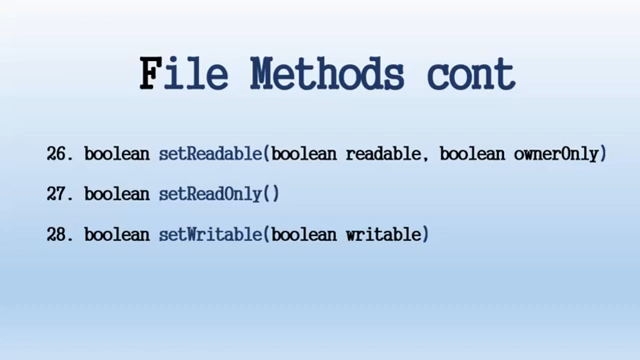 File Methods cont
26. boolean setReadable(boolean readable, boolean ownerOnly)
27. boolean setReadOnly()
28. boolean setWritable(boolean writable)